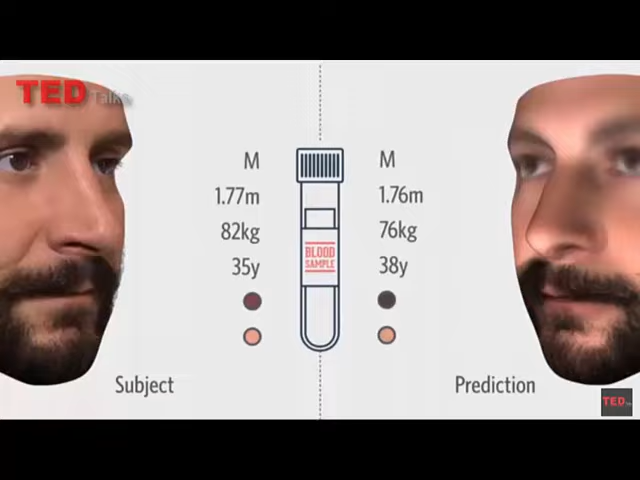 TED Talks
M
1.77m
82kg
35y
Subject
BLOOD
SAMPLE
M
1.76m
76kg
38y
Prediction
TED